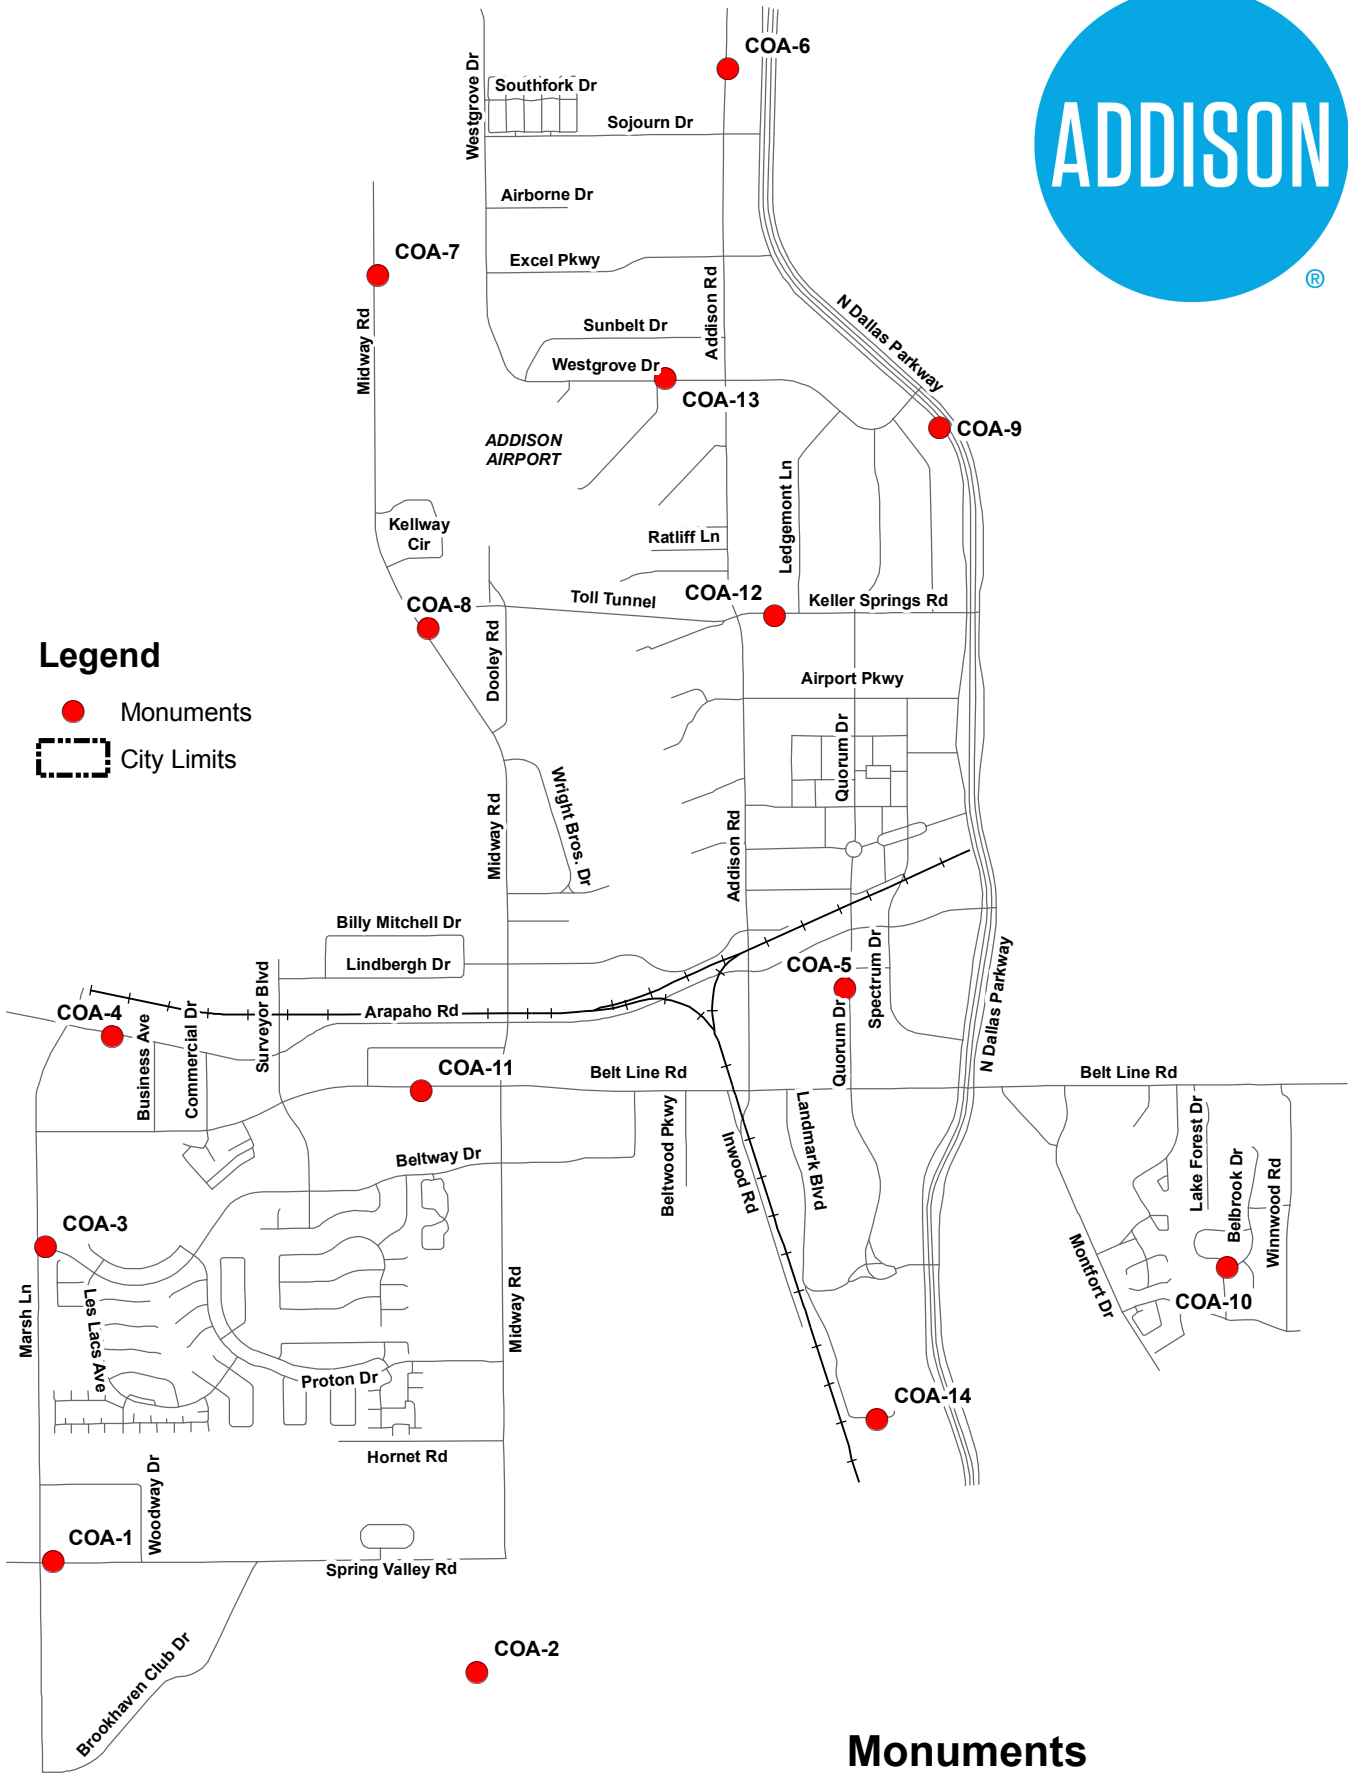 COA-6
Westgrove Dr
Southfork Dr
Sojourn Dr
ADDISON
®
Airborne Dr
COA-7
Excel Pkwy
Addison Rd
N Dallas Parkway
Midway Rd
Sunbelt Dr
Westgrove Dr
COA-13
COA-9
ADDISON
AIRPORT
Ledgemont Ln
Kellway
Cir
Ratliff Ln
COA-12
COA-8
Toll Tunnel
Keller Springs Rd
Dooley Rd
Legend
Monuments
City Limits
Airport Pkwy
Quorum Dr
Wright Bros. Dr
Midway Rd
Addison Rd
Billy Mitchell Dr
Lindbergh Dr
Surveyor Blvd
COA-5
Spectrum Dr
N Dallas Parkway
COA-4
Business Ave
Commercial Dr
Arapaho Rd
Quorum Dr
COA-11
Belt Line Rd
Belt Line Rd
Beltway Dr
Beltwood Pkwy
Inwood Rd
Landmark Blvd
Lake Forest Dr
Belbrook Dr
Winnwood Rd
COA-3
Montfort Dr
COA-10
Marsh Ln
Les Lacs Ave
Midway Rd
Proton Dr
COA-14
Hornet Rd
Woodway Dr
COA-1
Spring Valley Rd
COA-2
Brookhaven Club Dr
Monuments